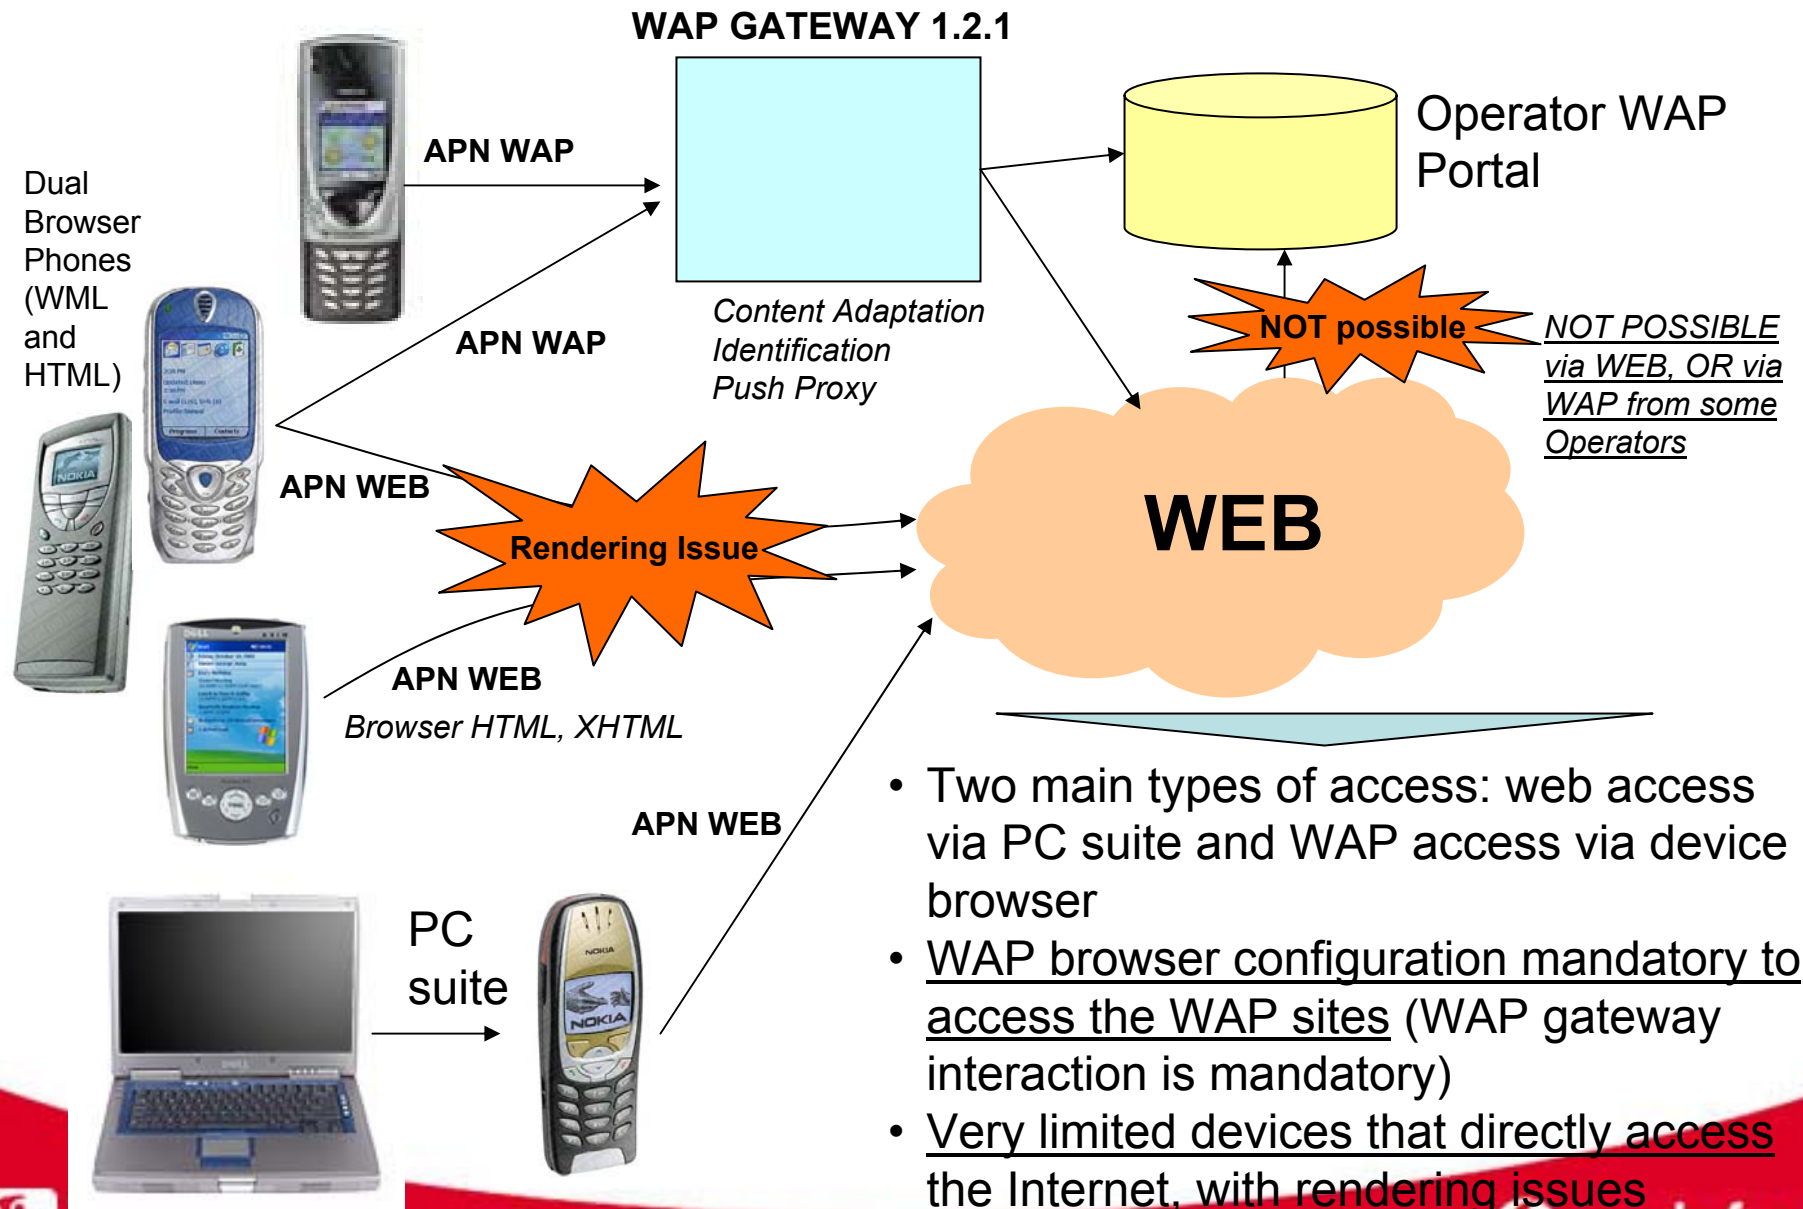 WAP GATEWAY 1.2.1
Operator WAP
Portal
APN WAP
Dual
Browser
Phones
(WML
and
HTML)
APN WAP
Content Adaptation
Identification
Push Proxy
NOT possible
NOT POSSIBLE
via WEB, OR via
WAP from some
Operators
APN WEB
Rendering Issue
WEB
APN WEB
Browser HTML, XHTML
APN WEB
PC
suite
NOKIA
NOKIA
NOKIA
DELL
• Two main types of access: web access
via PC suite and WAP access via device
browser
• WAP browser configuration mandatory to
access the WAP sites (WAP gateway
interaction is mandatory)
• Very limited devices that directly access
the Internet, with rendering issues